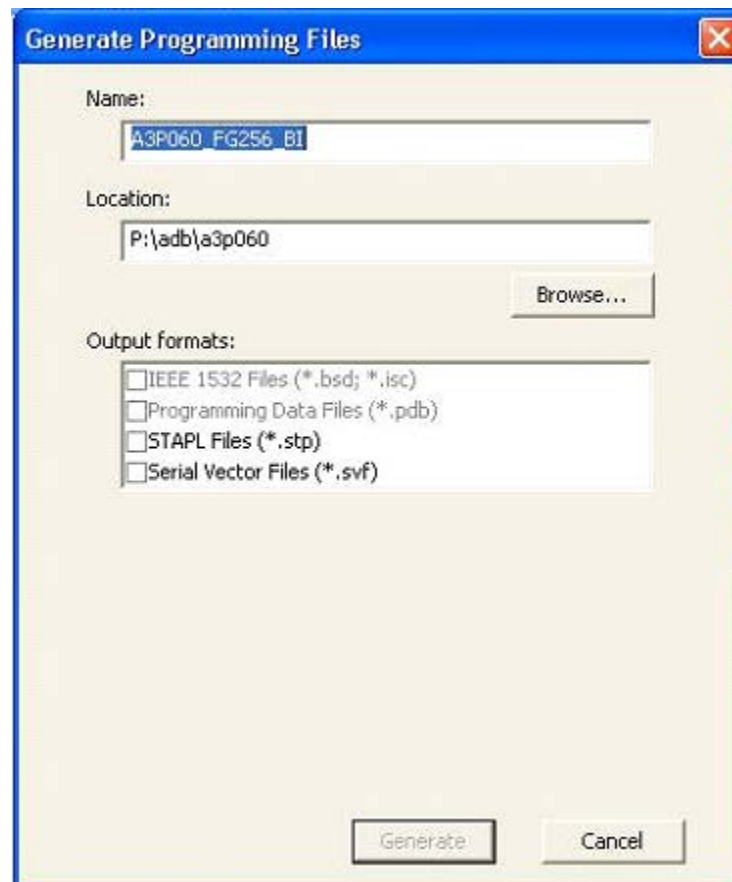 Generate Programming Files
Name:
A3P060_FG256_BI
Location:
P:\adb\a3p060
Browse...
Output formats:
IEEE 1532 Files (*.bsd; *.isc)
Programming Data Files (*.pdb)
STAPL Files (*.stp)
Serial Vector Files (*.svf)
Generate
Cancel